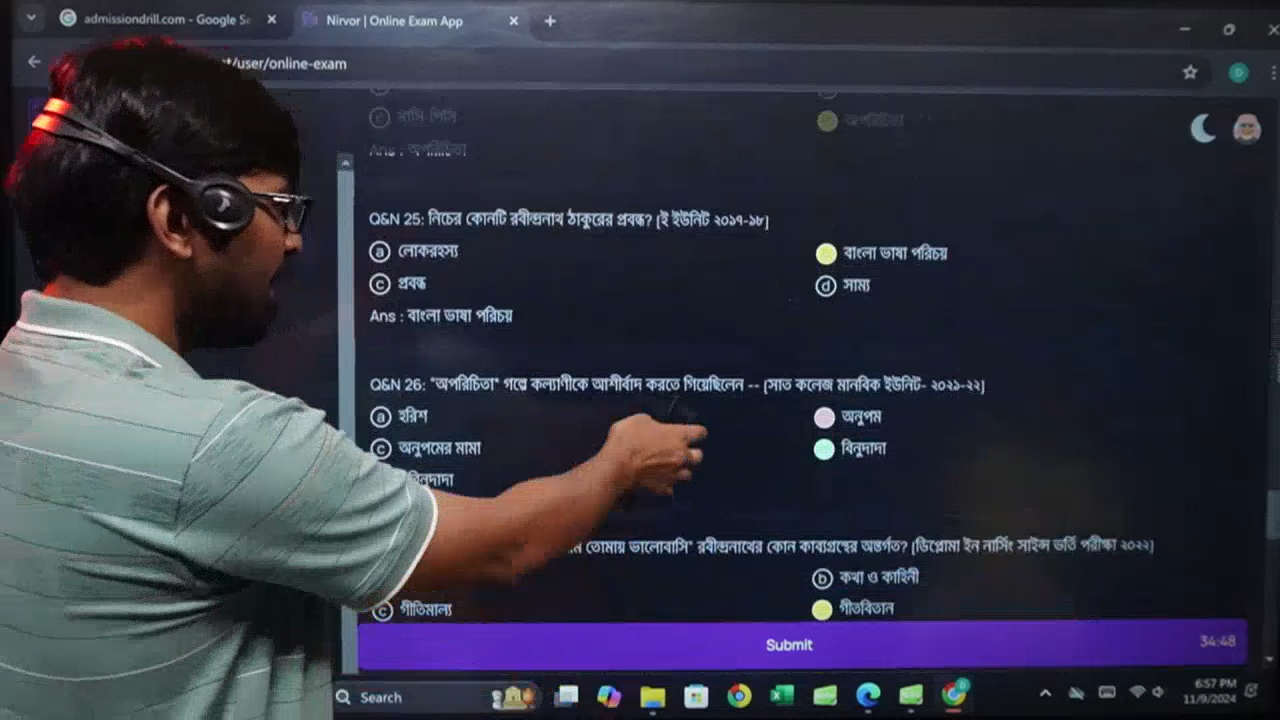 admissiondrill.com - Google Se
Nirvor | Online Exam App
t/user/online-exam
c মাসি পিসি
অপরিচিতা
Ans : অপরিচিতা
Q&N 25: নিচের কোনটি রবীন্দ্রনাথ ঠাকুরের প্রবন্ধ? [ই ইউনিট ২০১৭-১৮]
a লোকরহস্য
বাংলা ভাষা পরিচয়
c প্রবন্ধ
d সাম্য
Ans : বাংলা ভাষা পরিচয়
Q&N 26: "অপরিচিতা" গল্পে কল্যাণীকে আশীর্বাদ করতে গিয়েছিলেন -- [সাত কলেজ মানবিক ইউনিট- ২০২১-২২]
a হরিশ
অনুপম
c অনুপমের মামা
বিনুদাদা
বিনুদাদা
তোমায় ভালোবাসি" রবীন্দ্রনাথের কোন কাব্যগ্রন্থের অন্তর্গত? [ডিপ্লোমা ইন নার্সিং সাইন্স ভর্তি পরীক্ষা ২০২২]
b কথা ও কাহিনী
c গীতিমাল্য
গীতবিতান
Submit
34:48
Search
6:57 PM
11/9/2024